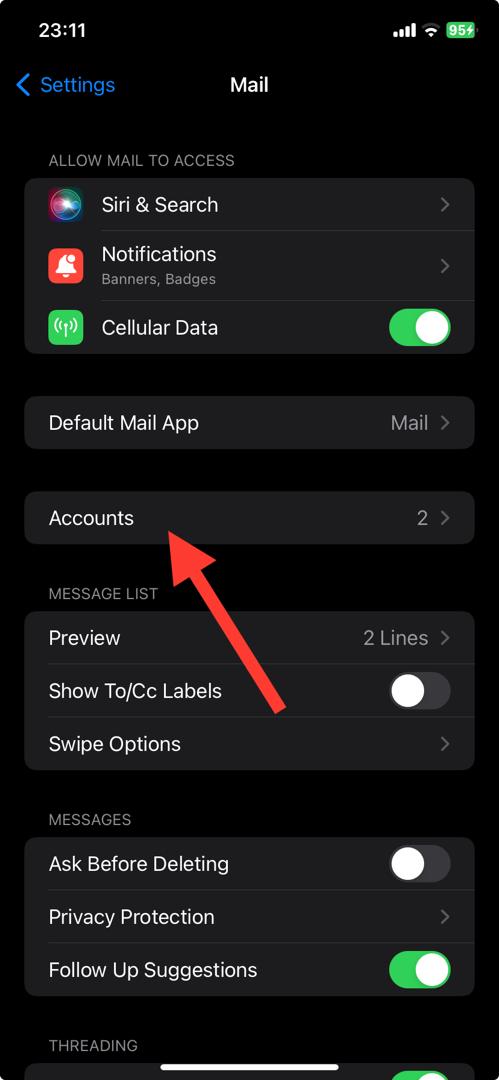 23:11
95
Settings
Mail
ALLOW MAIL TO ACCESS
Siri & Search
Notifications
Banners, Badges
Cellular Data
Default Mail App Mail
Accounts 2
MESSAGE LIST
Preview 2 Lines
Show To/Cc Labels
Swipe Options
MESSAGES
Ask Before Deleting
Privacy Protection
Follow Up Suggestions
THREADING